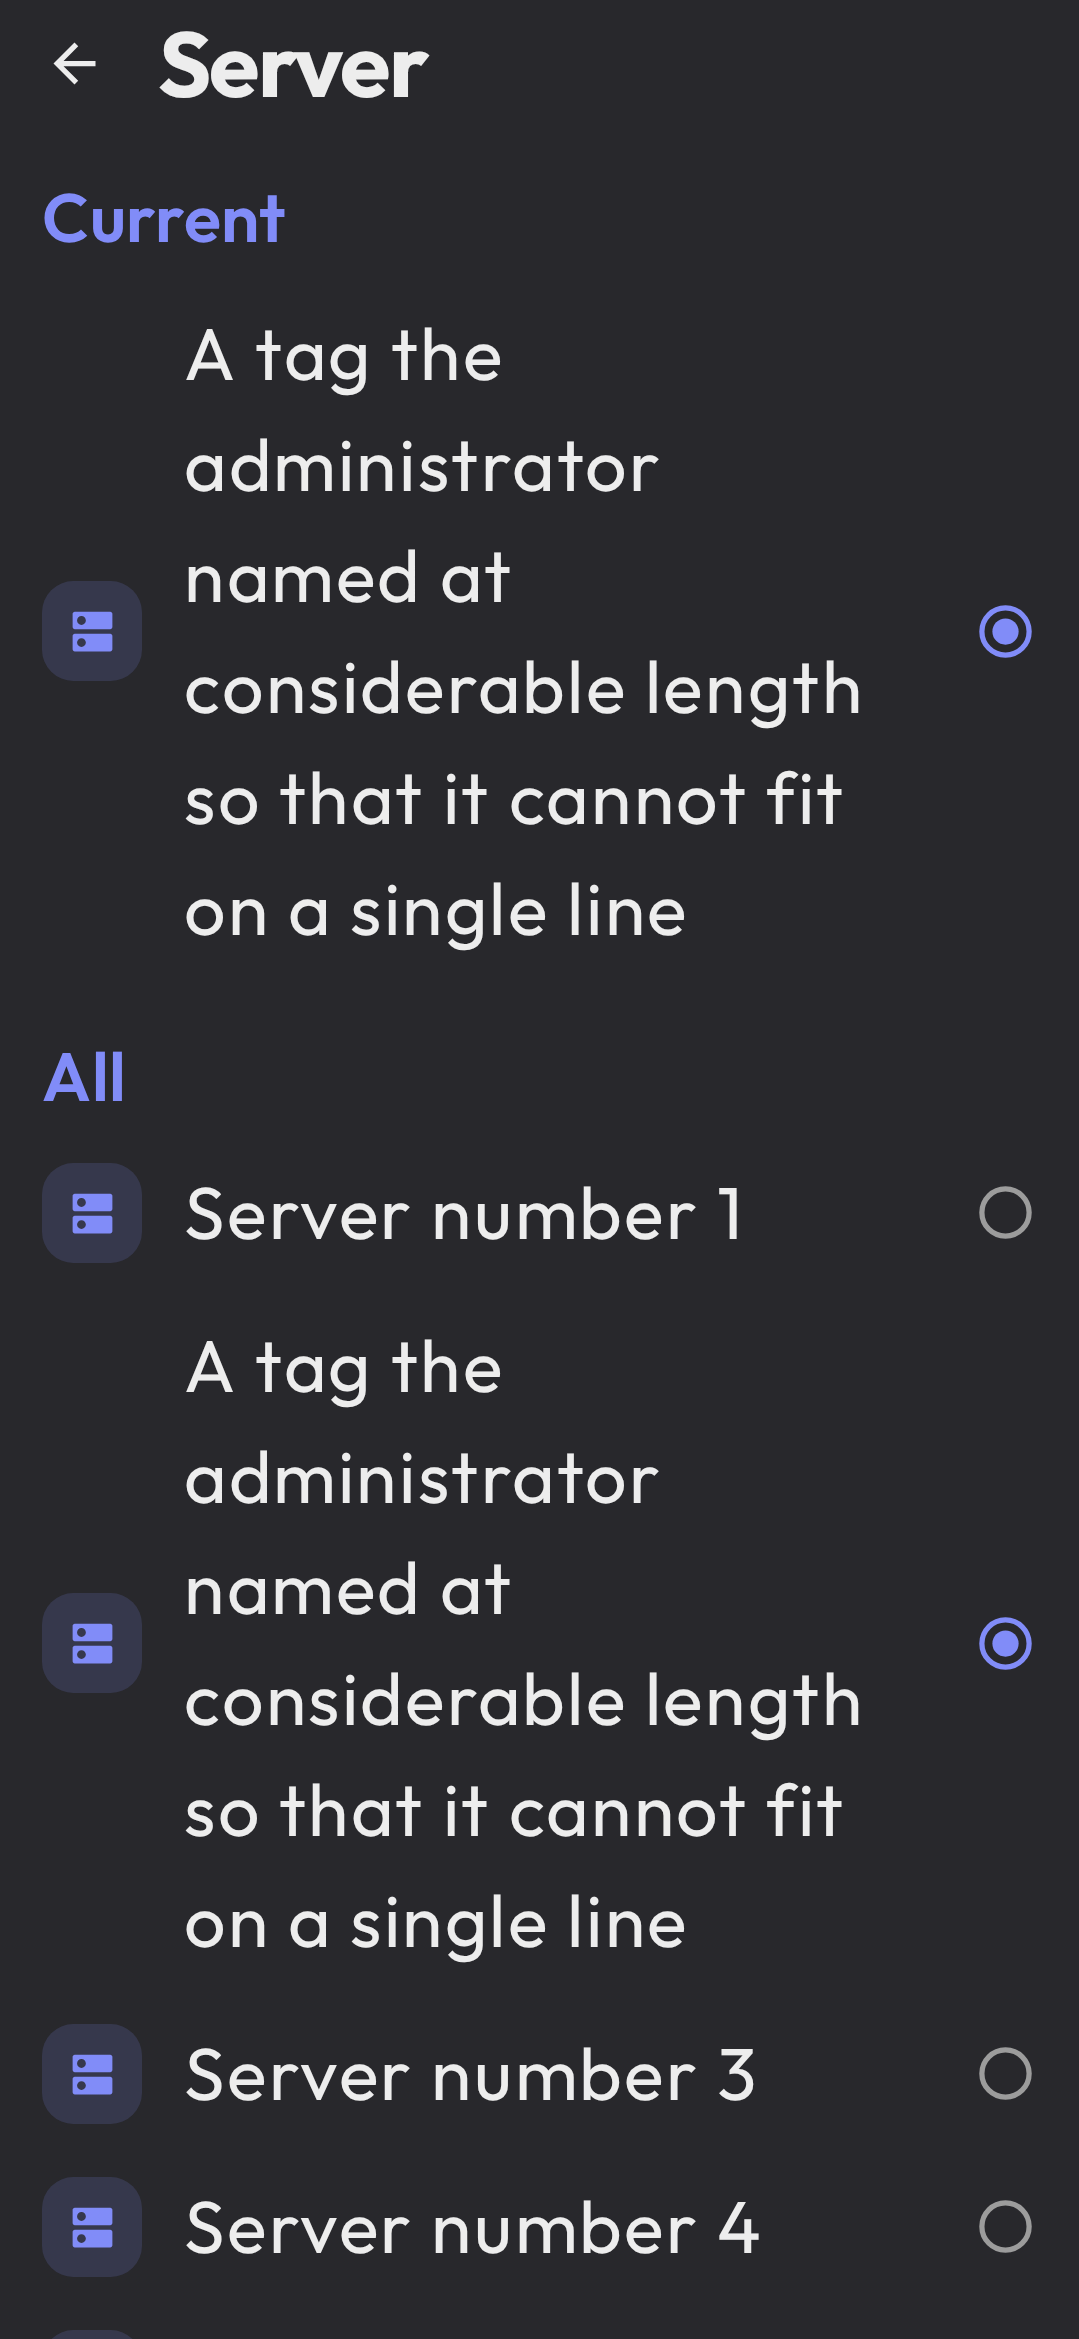 Server
Current
A tag the
administrator
named at
considerable length
so that it cannot fit
on a single line
All
Server number 1
A tag the
administrator
named at
considerable length
so that it cannot fit
on a single line
Server number 3
Server number 4